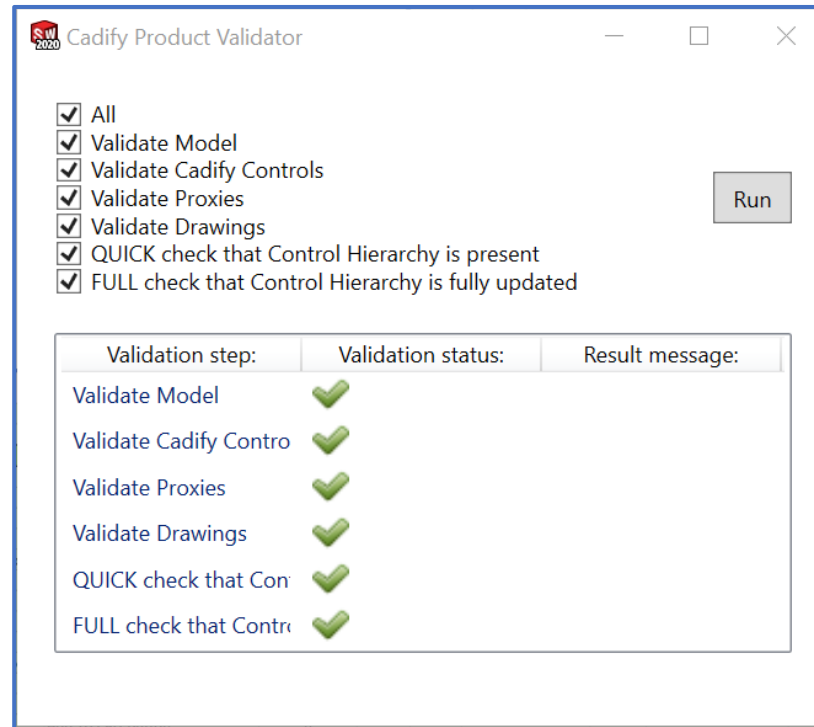 SW
2020
Cadify Product Validator
All
Validate Model
Validate Cadify Controls
Validate Proxies
Run
Validate Drawings
QUICK check that Control Hierarchy is present
FULL check that Control Hierarchy is fully updated
Validation step: Validation status: Result message:
Validate Model
Validate Cadify Contro
Validate Proxies
Validate Drawings
QUICK check that Con
FULL check that Contr